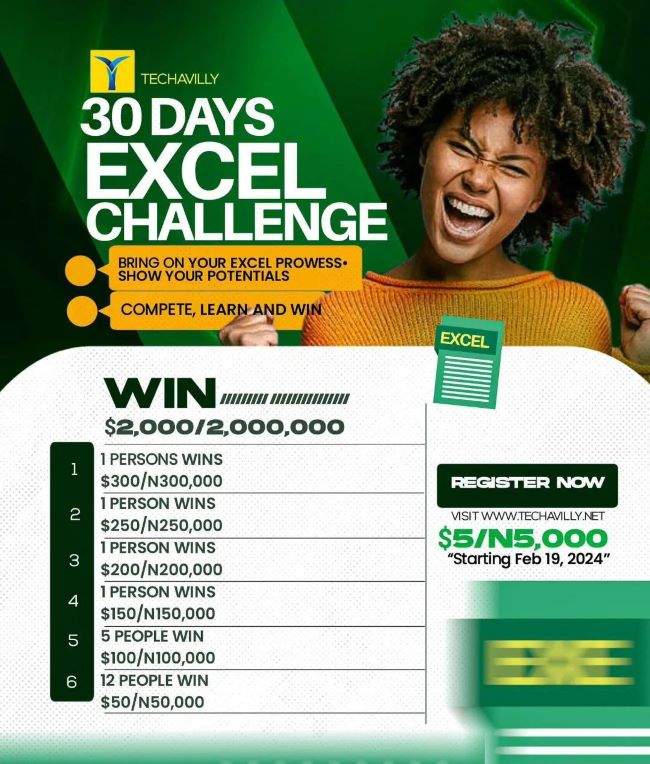 TECHAVILLY
30 DAYS
EXCEL
CHALLENGE
BRING ON YOUR EXCEL PROWESS•
SHOW YOUR POTENTIALS
COMPETE, LEARN AND WIN
EXCEL
WIN
$2,000/2,000,000
1
1 PERSONS WINS
$300/N300,000
2
1 PERSON WINS
$250/N250,000
3
1 PERSON WINS
$200/N200,000
4
1 PERSON WINS
$150/N150,000
5
5 PEOPLE WIN
$100/N100,000
6
12 PEOPLE WIN
$50/N50,000
REGISTER NOW
VISIT WWW.TECHAVILLY.NET
$5/N5,000
“Starting Feb 19, 2024”